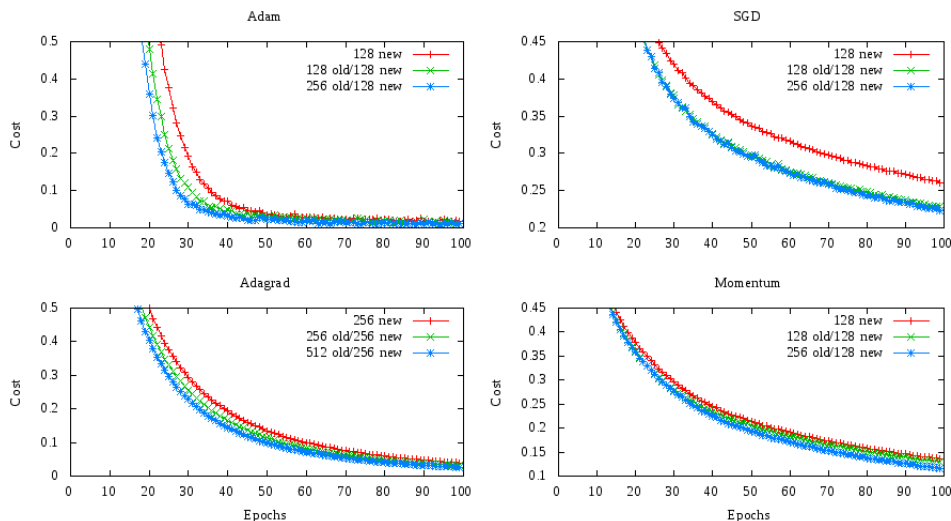 Adam
Cost
0.5
0.4
0.3
0.2
0.1
0
128 new
128 old/128 new
256 old/128 new
0 10 20 30 40 50 60 70 80 90 100
SGD
Cost
0.45
0.4
0.35
0.3
0.25
0.2
128 new
128 old/128 new
256 old/128 new
0 10 20 30 40 50 60 70 80 90 100
Adagrad
Cost
0.5
0.4
0.3
0.2
0.1
0
256 new
256 old/256 new
512 old/256 new
0 10 20 30 40 50 60 70 80 90 100
Epochs
Momentum
Cost
0.45
0.4
0.35
0.3
0.25
0.2
0.15
0.1
128 new
128 old/128 new
256 old/128 new
0 10 20 30 40 50 60 70 80 90 100
Epochs